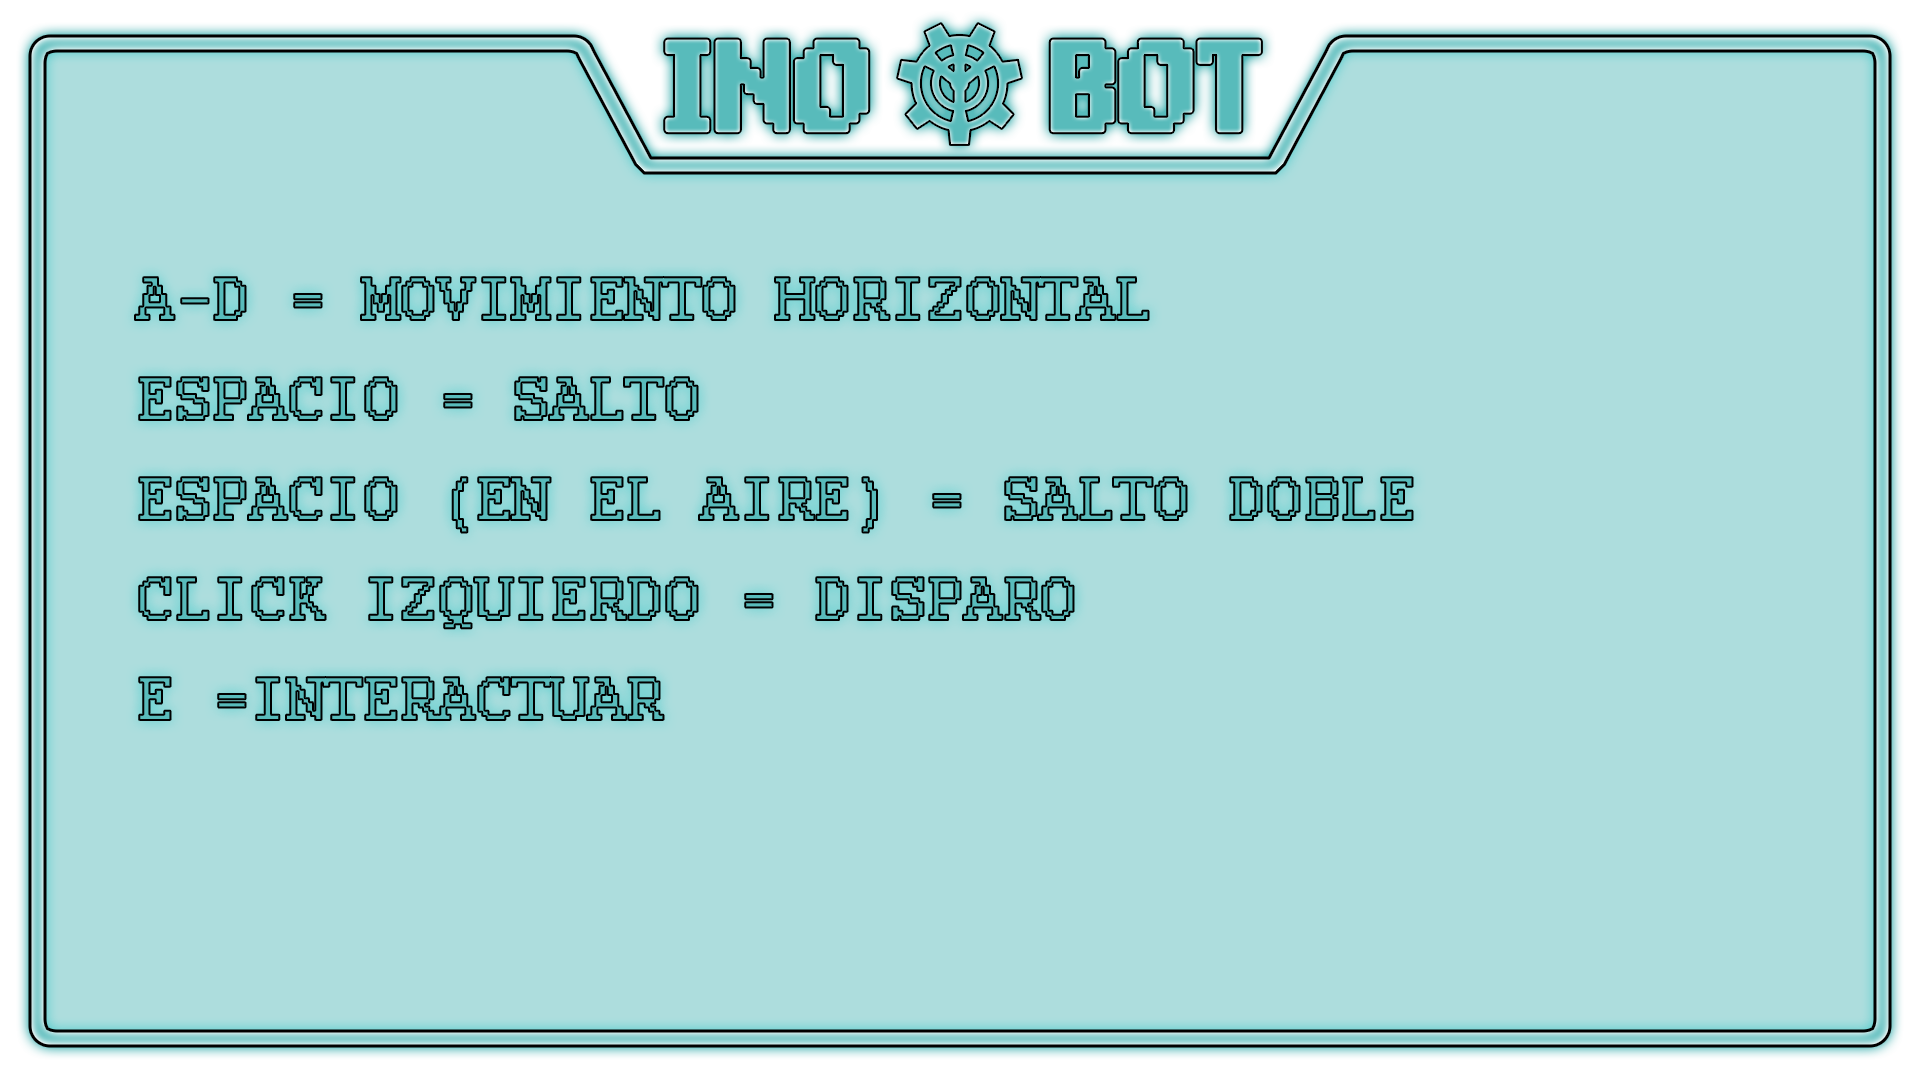 INO BOT
A-D = MOVIMIENTO HORIZONTAL
ESPACIO = SALTO
ESPACIO (EN EL AIRE) = SALTO DOBLE
CLICK IZQUIERDO = DISPARO
E =INTERACTUAR